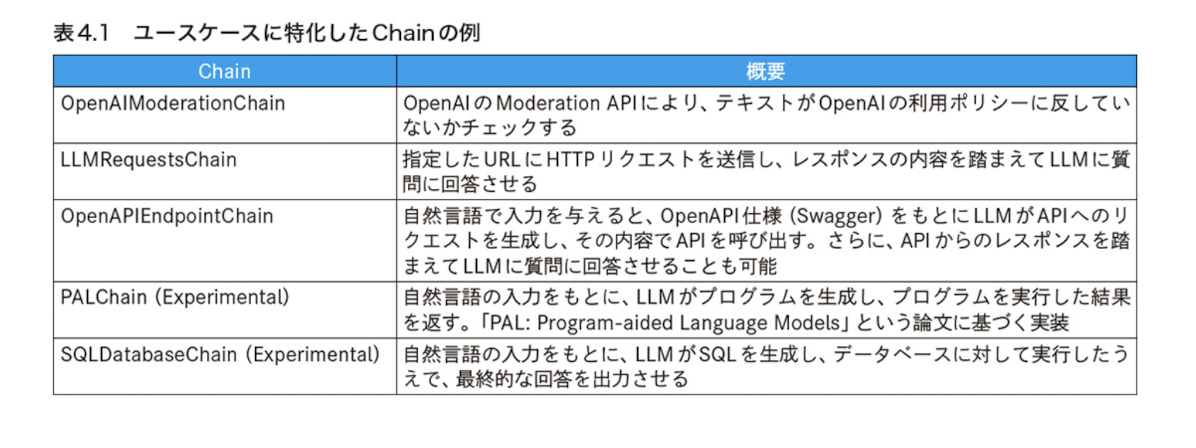 表4.1 ユースケースに特化したChainの例
Chain
概要
OpenAIModerationChain
OpenAIのModeration APIにより、テキストがOpenAIの利用ポリシーに反してい
ないかチェックする
LLMRequestsChain
指定したURLにHTTPリクエストを送信し、レスポンスの内容を踏まえてLLMに質
問に回答させる
OpenAPIEndpointChain
自然言語で入力を与えると、OpenAPI仕様（Swagger）をもとにLLMがAPIへのリ
クエストを生成し、その内容でAPIを呼び出す。さらに、APIからのレスポンスを踏
まえてLLMに質問に回答させることも可能
PALChain（Experimental）
自然言語の入力をもとに、LLMがプログラムを生成し、プログラムを実行した結果
を返す。「PAL: Program-aided Language Models」という論文に基づく実装
SQLDatabaseChain（Experimental）
自然言語の入力をもとに、LLMがSQLを生成し、データベースに対して実行したう
えで、最終的な回答を出力させる